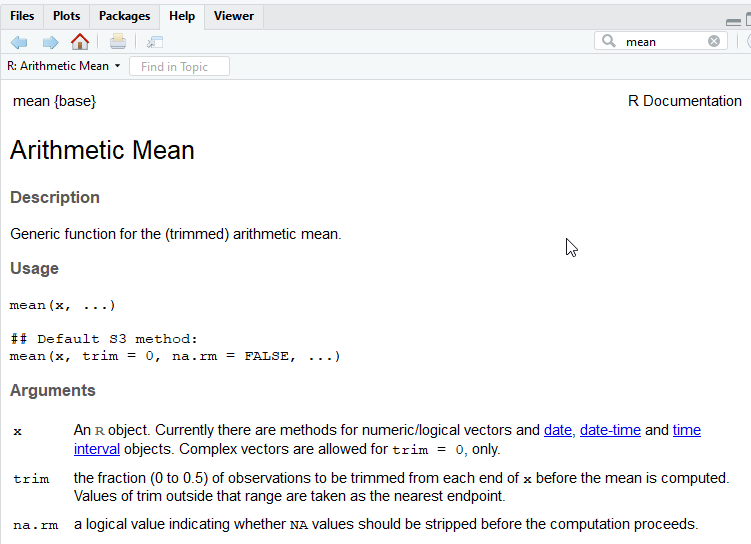 Files Plots Packages Help Viewer
mean
R: Arithmetic Mean Find in Topic
mean {base} R Documentation
Arithmetic Mean
Description
Generic function for the (trimmed) arithmetic mean.
Usage
mean(x, ...)
## Default S3 method:
mean(x, trim = 0, na.rm = FALSE, ...)
Arguments
x An R object. Currently there are methods for numeric/logical vectors and date, date-time and time
interval objects. Complex vectors are allowed for trim = 0, only.
trim the fraction (0 to 0.5) of observations to be trimmed from each end of x before the mean is computed.
Values of trim outside that range are taken as the nearest endpoint.
na.rm a logical value indicating whether NA values should be stripped before the computation proceeds.